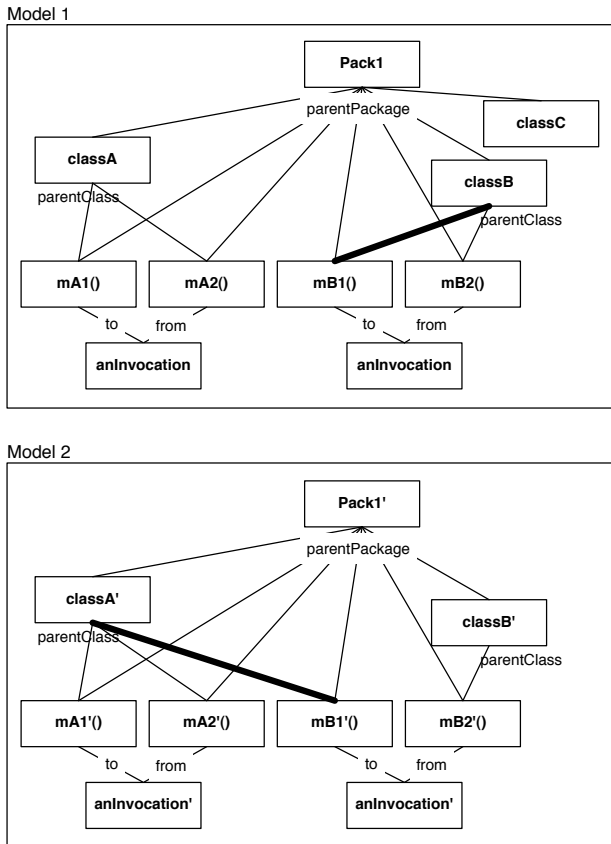 Model 1
Pack1
parentPackage
classC
classA
classB
parentClass
parentClass
mA1()
mA2()
mB1()
mB2()
to
from
to
from
anInvocation
anInvocation
Model 2
Pack1'
parentPackage
classA'
classB'
parentClass
parentClass
mA1'()
mA2'()
mB1'()
mB2'()
to
from
to
from
anInvocation'
anInvocation'